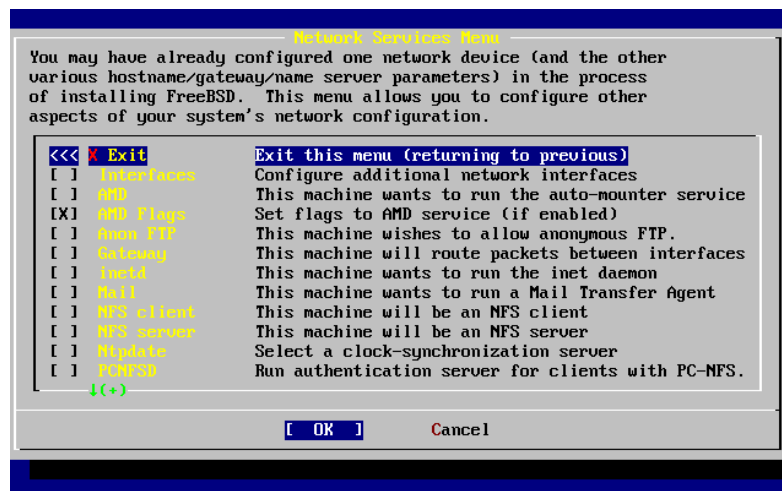 Network Services Menu
You may have already configured one network device (and the other
various hostname/gateway/name server parameters) in the process
of installing FreeBSD.  This menu allows you to configure other
aspects of your system's network configuration.
<<< X Exit Exit this menu (returning to previous)
[ ] Interfaces Configure additional network interfaces
[ ] AMD This machine wants to run the auto-mounter service
[X] AMD Flags Set flags to AMD service (if enabled)
[ ] Anon FTP This machine wishes to allow anonymous FTP.
[ ] Gateway This machine will route packets between interfaces
[ ] inetd This machine wants to run the inet daemon
[ ] Mail This machine wants to run a Mail Transfer Agent
[ ] NFS client This machine will be an NFS client
[ ] NFS server This machine will be an NFS server
[ ] Ntpdate Select a clock-synchronization server
[ ] PCNFSD Run authentication server for clients with PC-NFS.
↓(+)
[ OK ] Cancel